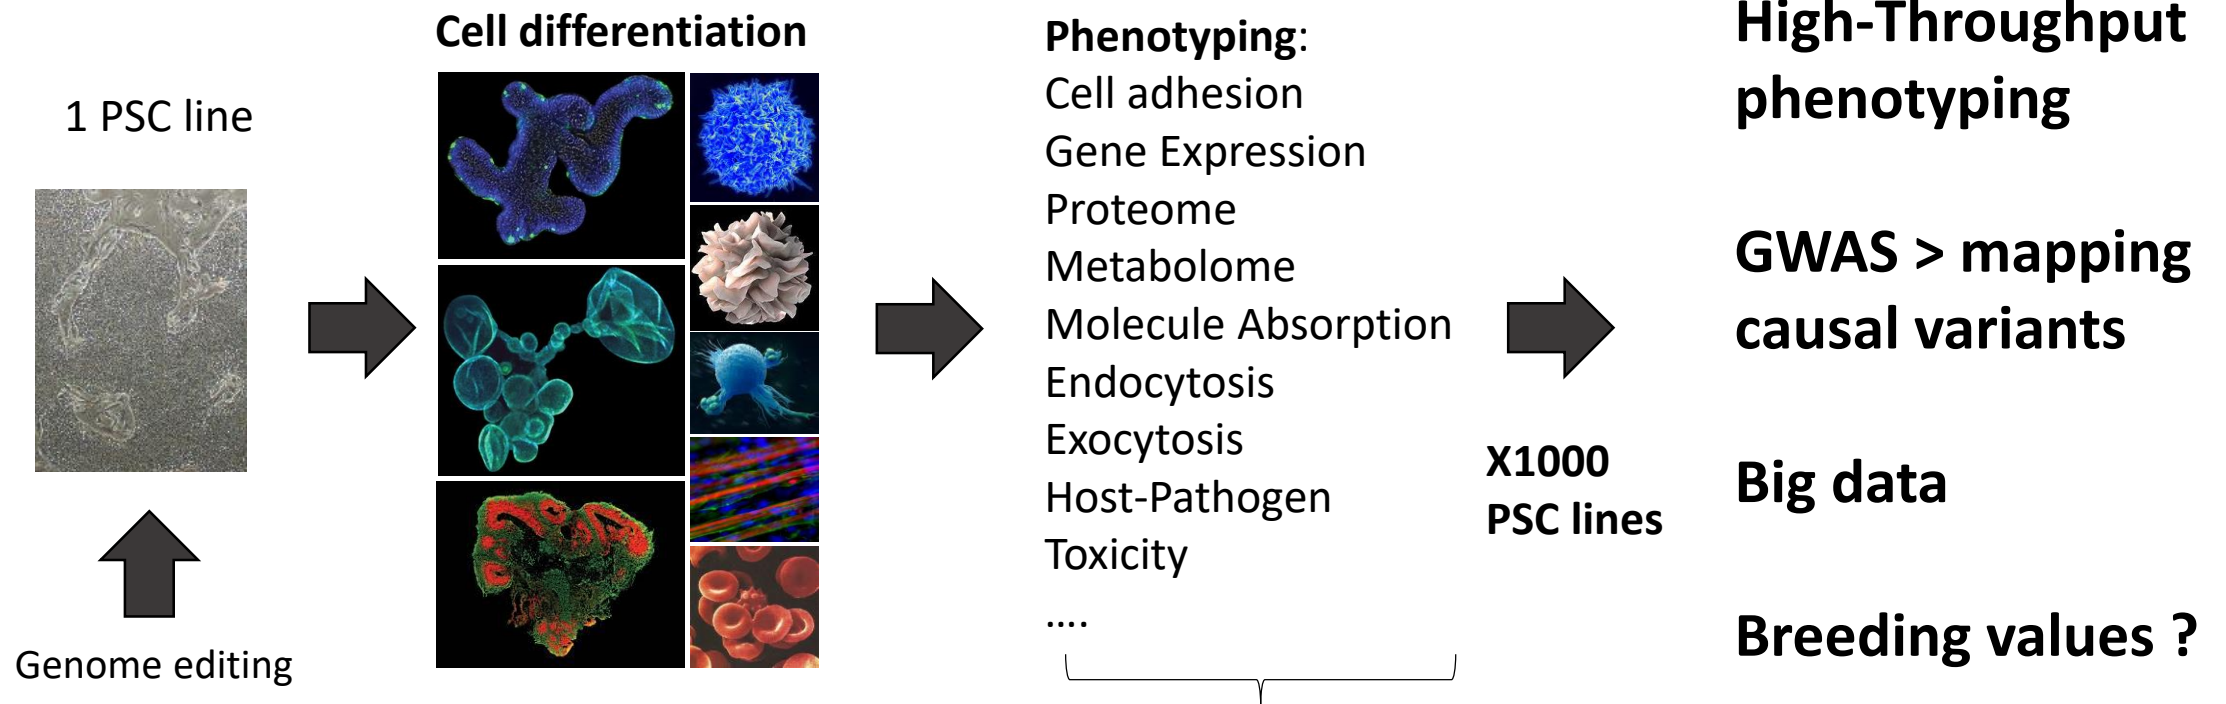 1 PSC line
Genome editing
Cell differentiation
Phenotyping:
Cell adhesion
Gene Expression
Proteome
Metabolome
Molecule Absorption
Endocytosis
Exocytosis
Host-Pathogen
Toxicity
....
X1000
PSC lines
High-Throughput
phenotyping
GWAS > mapping
causal variants
Big data
Breeding values ?